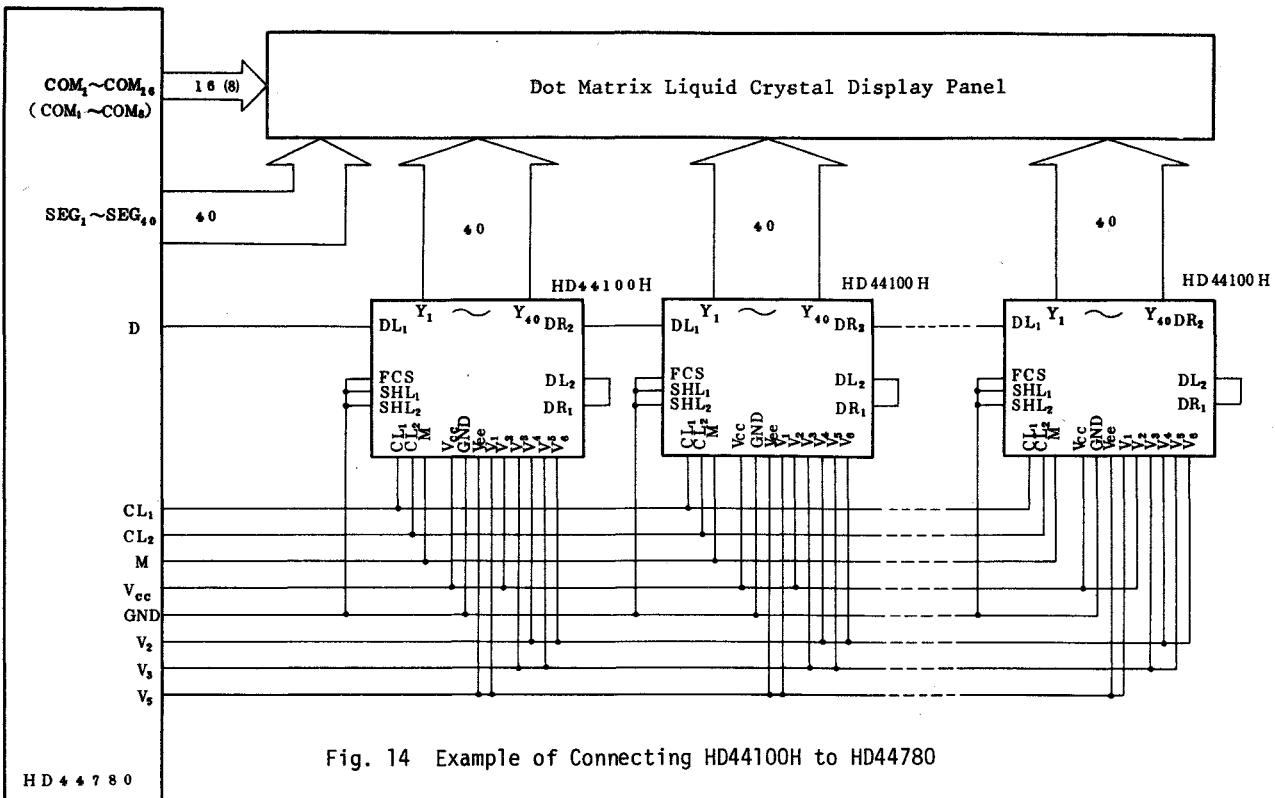 COM₁~COM₁₆
(COM₁~COM₈)
16 (8)
Dot Matrix Liquid Crystal Display Panel
SEG₁~SEG₄₀
40
40
40
40
HD44100H
HD44100H
HD44100H
D
DL₁
Y₁ ~ Y₄₀
DR₂
FCS
SHL₁
SHL₂
DL₂
DR₁
CL₁
CL₂
M
Vcc
GND
Vee
V₁
V₂
V₃
V₄
V₅
V₆
DL₁
Y₁ ~ Y₄₀
DR₂
FCS
SHL₁
SHL₂
DL₂
DR₁
CL₁
CL₂
M
Vcc
GND
Vee
V₁
V₂
V₃
V₄
V₅
V₆
DL₁
Y₁ ~ Y₄₀
DR₂
FCS
SHL₁
SHL₂
DL₂
DR₁
CL₁
CL₂
M
Vcc
GND
Vee
V₁
V₂
V₃
V₄
V₅
V₆
CL₁
CL₂
M
Vcc
GND
V₂
V₃
V₅
HD44780
Fig. 14 Example of Connecting HD44100H to HD44780